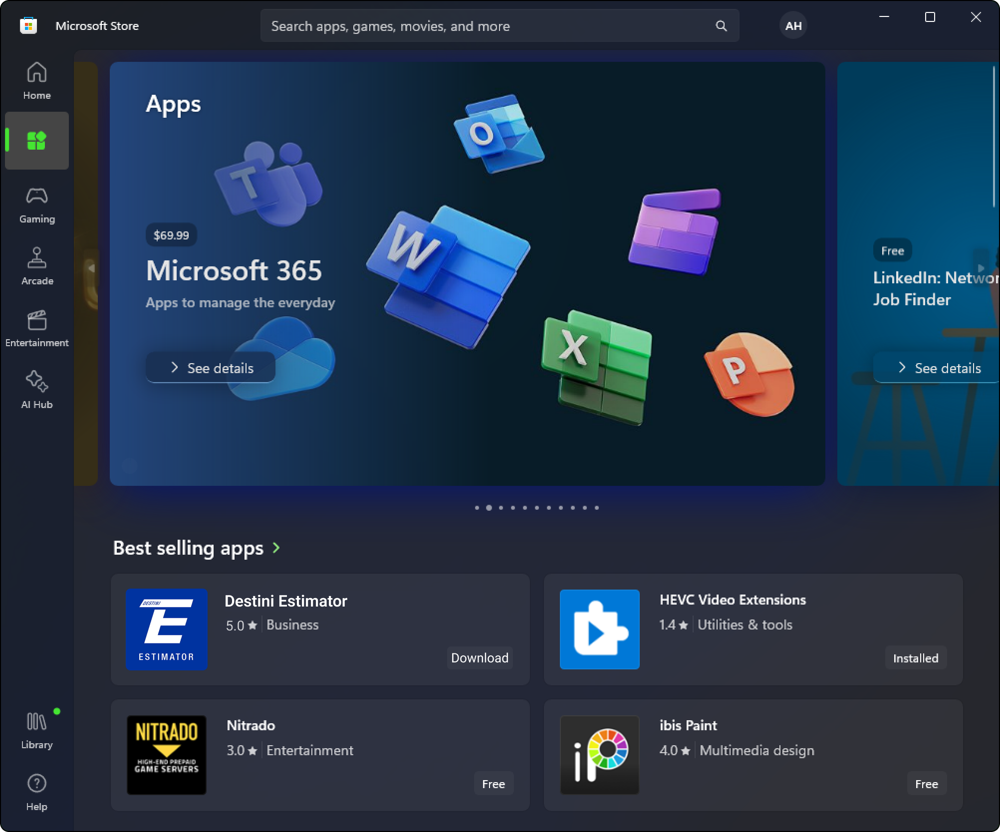 Microsoft Store
Search apps, games, movies, and more
AH
Home
Gaming
Arcade
Entertainment
AI Hub
Library
Help
Apps
T
O
W
X
P
$69.99
Microsoft 365
Apps to manage the everyday
See details
Free
LinkedIn: Networ
Job Finder
See details
Best selling apps
DESTINI
E
ESTIMATOR
Destini Estimator
5.0 ★ Business
Download
HEVC Video Extensions
1.4 ★ Utilities & tools
Installed
NITRADO
HIGH-END PREPAID
GAME SERVERS
Nitrado
3.0 ★ Entertainment
Free
iP
ibis Paint
4.0 ★ Multimedia design
Free